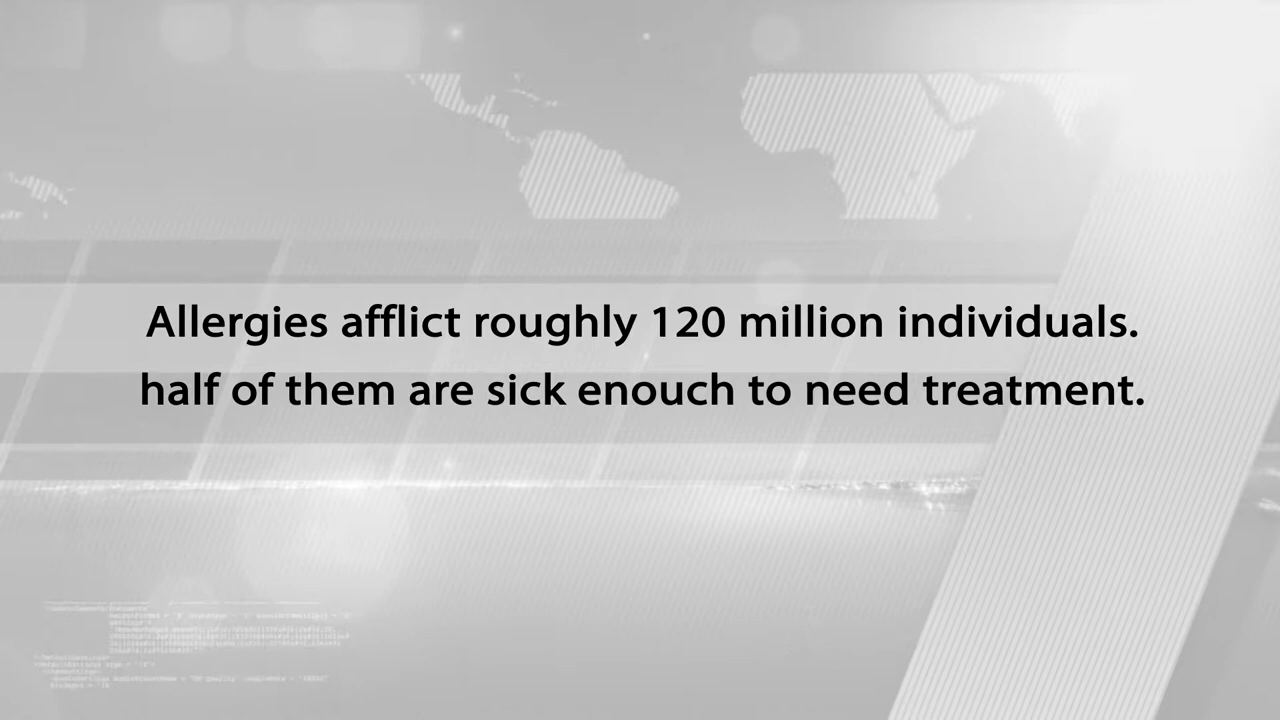 Allergies afflict roughly 120 million individuals.
half of them are sick enouch to need treatment.